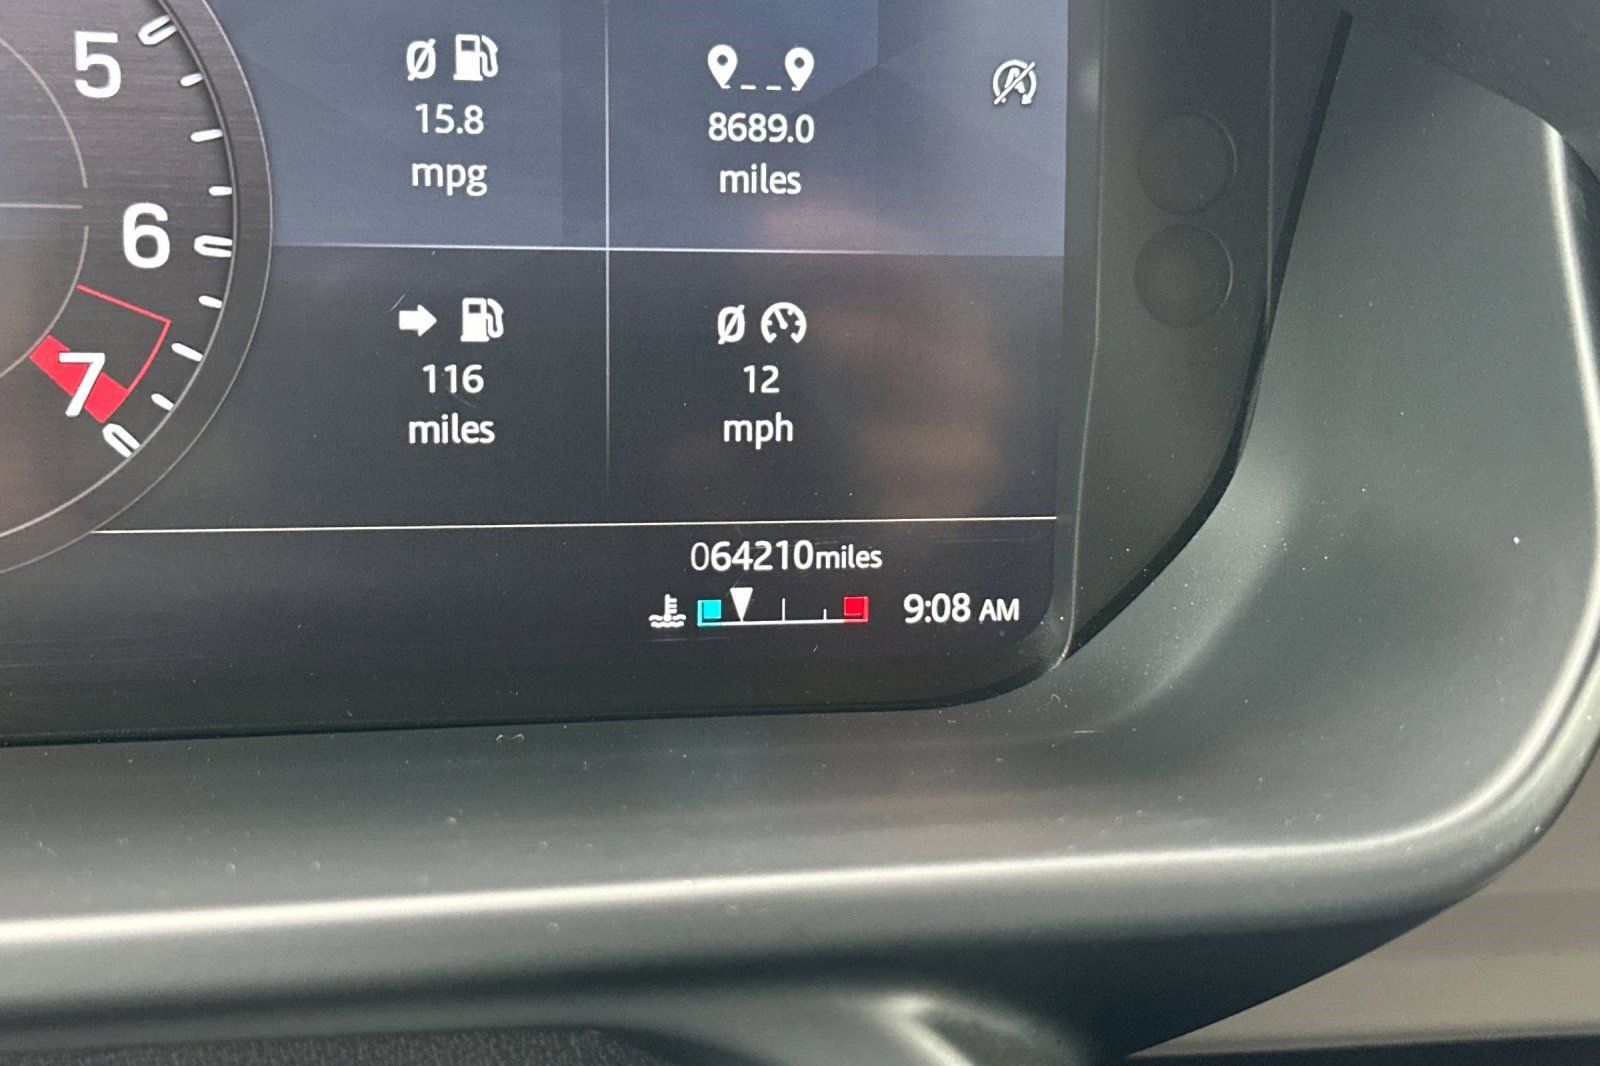 5
6
7
Ø
15.8
mpg
8689.0
miles
A
116
miles
Ø
12
mph
064210miles
9:08 AM